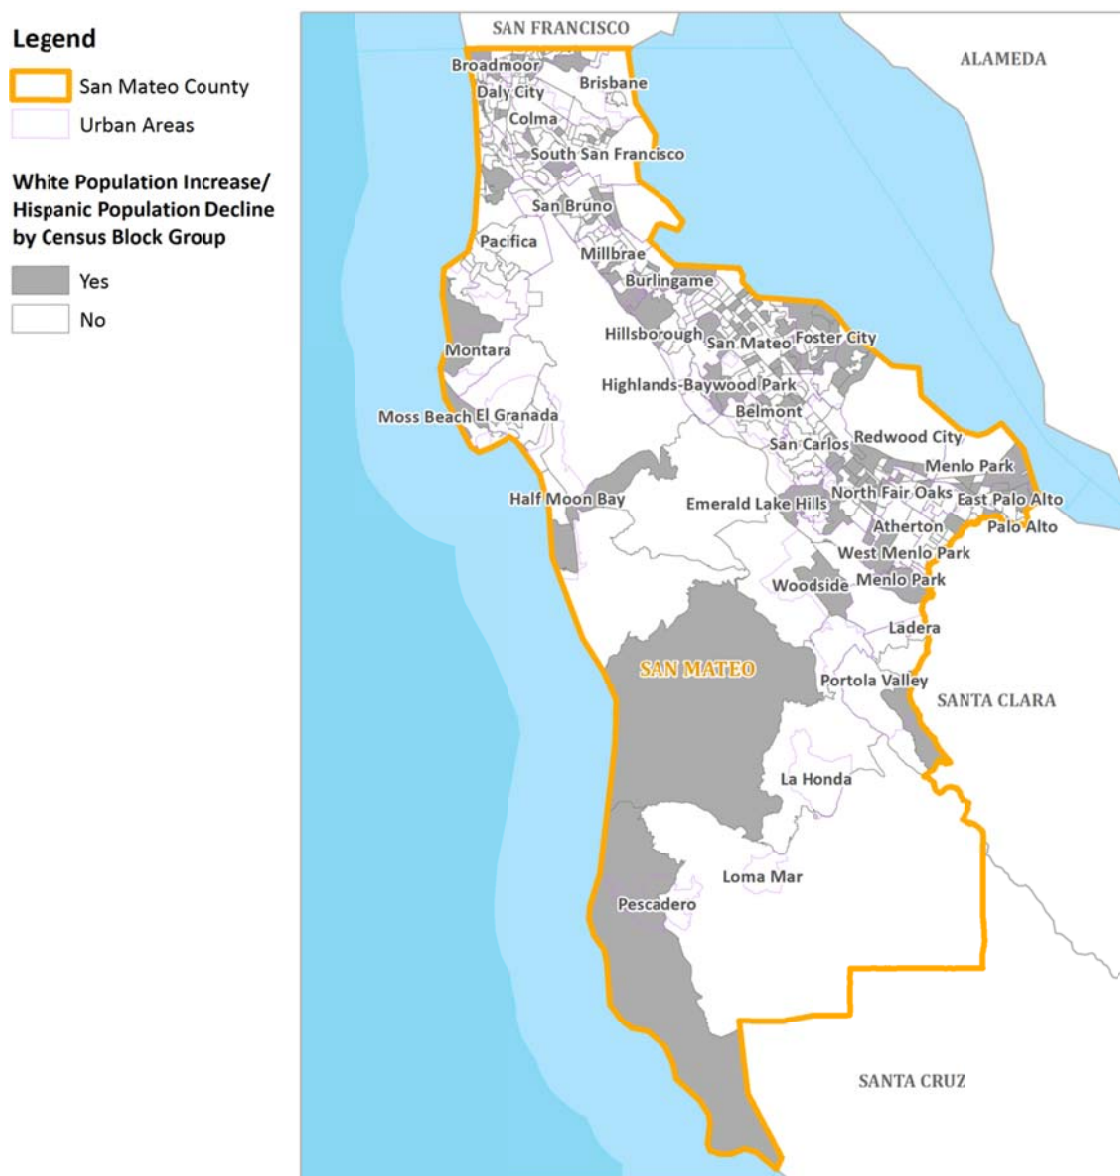 Legend
San Mateo County
Urban Areas
White Population Increase/
Hispanic Population Decline
by Census Block Group
Yes
No
SAN FRANCISCO
ALAMEDA
Broadmoor
Brisbane
Daly City
Colma
South San Francisco
San Bruno
Pacifica
Millbrae
Burlingame
Hillsborough
San Mateo
Foster City
Montara
Highlands-Baywood Park
Moss Beach
El Granada
Belmont
San Carlos
Redwood City
Menlo Park
Half Moon Bay
Emerald Lake Hills
North Fair Oaks
East Palo Alto
Atherton
Palo Alto
West Menlo Park
Woodside
Menlo Park
Ladera
SAN MATEO
Portola Valley
SANTA CLARA
La Honda
Loma Mar
Pescadero
SANTA CRUZ